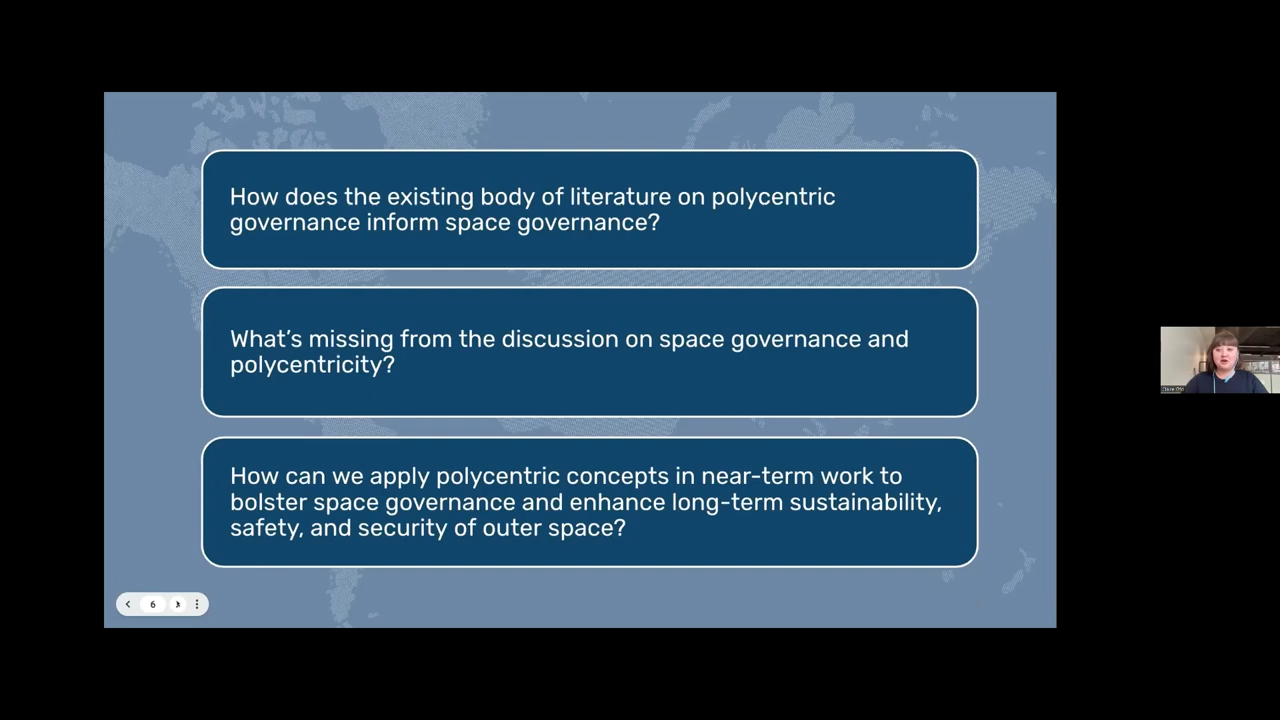 How does the existing body of literature on polycentric
governance inform space governance?
What’s missing from the discussion on space governance and
polycentricity?
How can we apply polycentric concepts in near-term work to
bolster space governance and enhance long-term sustainability,
safety, and security of outer space?
6